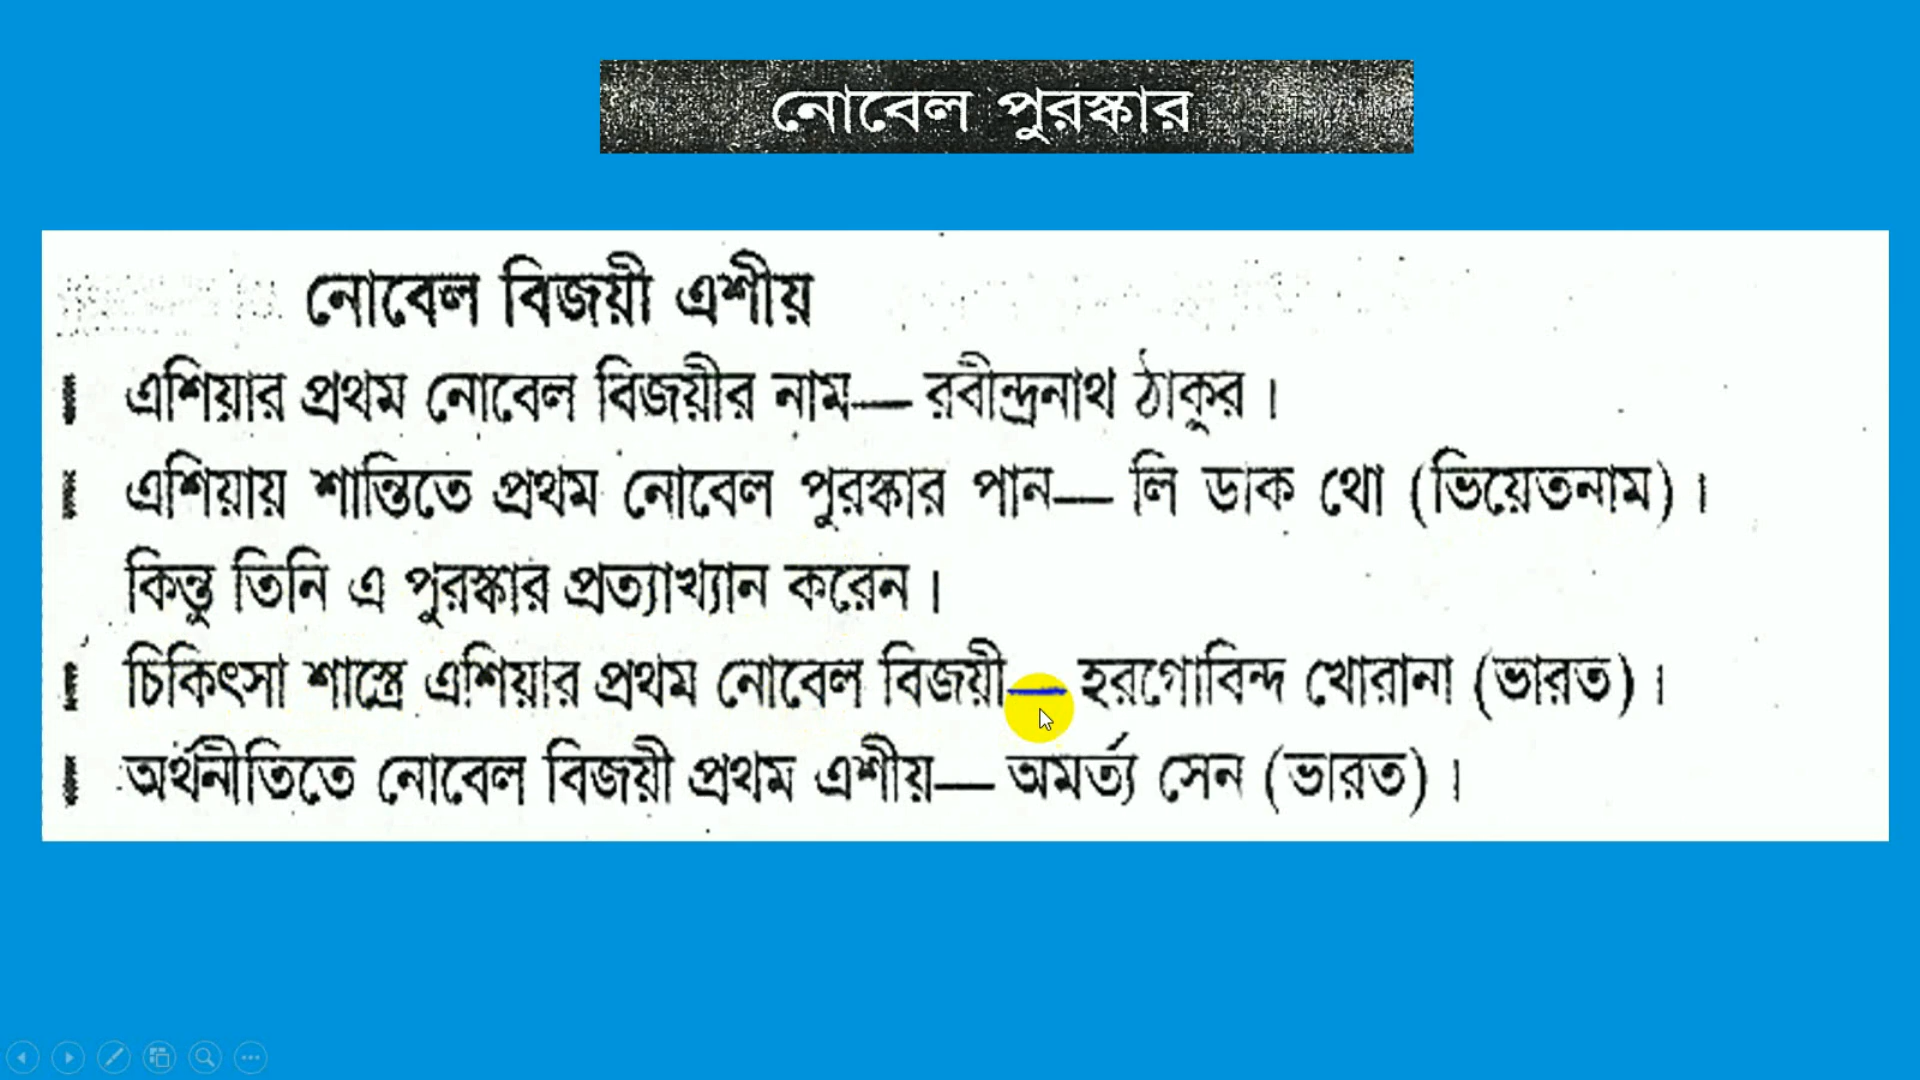 নোবেল পুরস্কার
নোবেল বিজয়ী এশীয়
এশিয়ার প্রথম নোবেল বিজয়ীর নাম— রবীন্দ্রনাথ ঠাকুর।
এশিয়ায় শান্তিতে প্রথম নোবেল পুরস্কার পান— লি ডাক থো (ভিয়েতনাম)।
কিন্তু তিনি এ পুরস্কার প্রত্যাখ্যান করেন।
চিকিৎসা শাস্ত্রে এশিয়ার প্রথম নোবেল বিজয়ী— হরগোবিন্দ খোরানা (ভারত)।
অর্থনীতিতে নোবেল বিজয়ী প্রথম এশীয়— অমর্ত্য সেন (ভারত)।